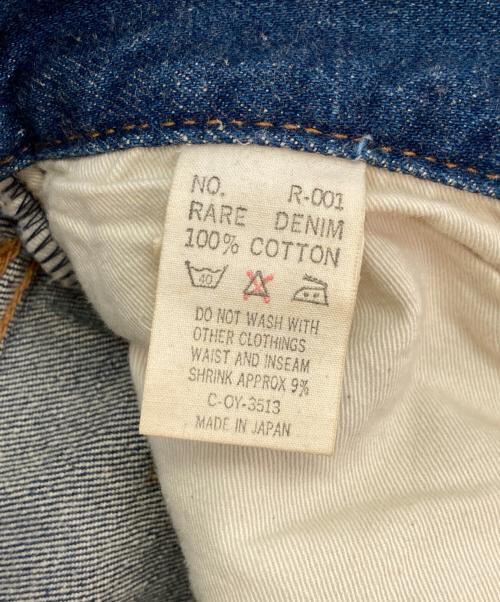 NO. R-001
RARE DENIM
100% COTTON
40
DO NOT WASH WITH
OTHER CLOTHINGS
WAIST AND INSEAM
SHRINK APPROX 9%
C-OY-3513
MADE IN JAPAN